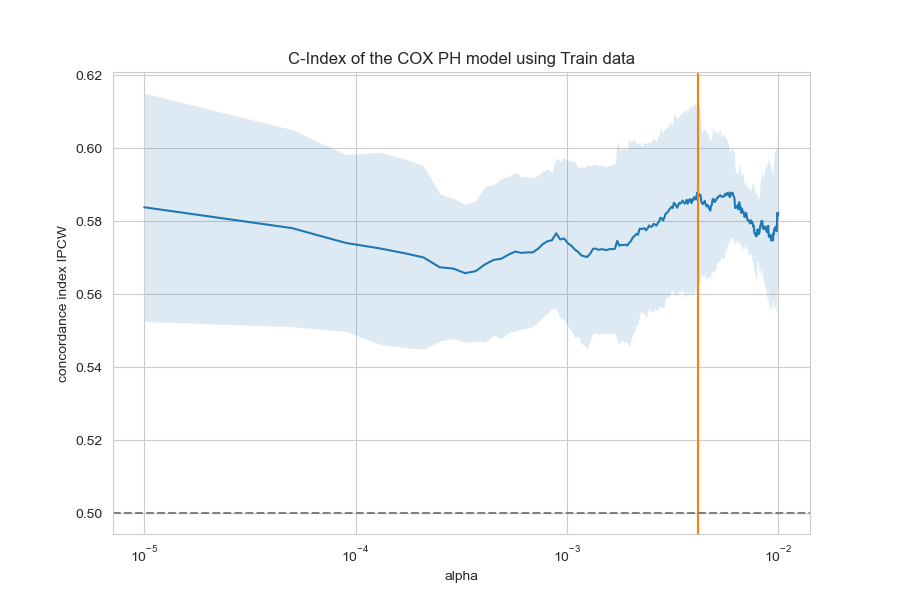 C-Index of the COX PH model using Train data
concordance index IPCW
0.62
0.60
0.58
0.56
0.54
0.52
0.50
10⁻⁵ 10⁻⁴ 10⁻³ 10⁻²
alpha